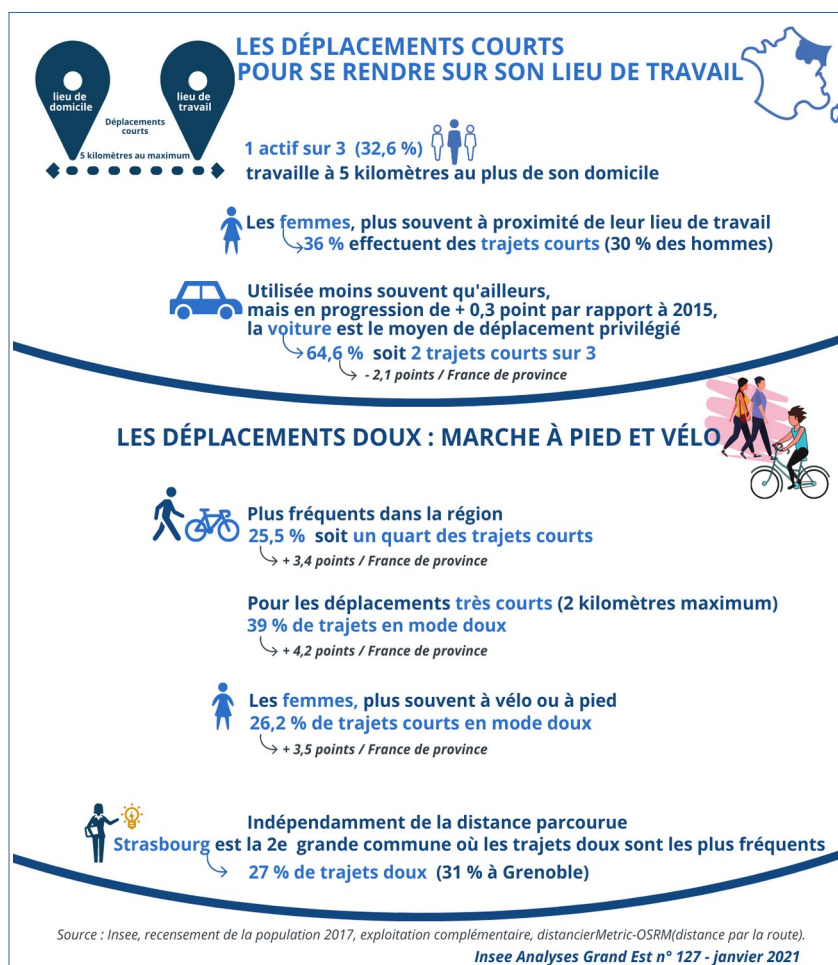 LES DÉPLACEMENTS COURTS
POUR SE RENDRE SUR SON LIEU DE TRAVAIL
lieu de
domicile
lieu de
travail
Déplacements
courts
5 kilomètres au maximum
1 actif sur 3 (32,6 %)
travaille à 5 kilomètres au plus de son domicile
Les femmes, plus souvent à proximité de leur lieu de travail
36 % effectuent des trajets courts (30 % des hommes)
Utilisée moins souvent qu'ailleurs,
mais en progression de + 0,3 point par rapport à 2015,
la voiture est le moyen de déplacement privilégié
64,6 % soit 2 trajets courts sur 3
- 2,1 points / France de province
LES DÉPLACEMENTS DOUX : MARCHE À PIED ET VÉLO
Plus fréquents dans la région
25,5 % soit un quart des trajets courts
+ 3,4 points / France de province
Pour les déplacements très courts (2 kilomètres maximum)
39 % de trajets en mode doux
+ 4,2 points / France de province
Les femmes, plus souvent à vélo ou à pied
26,2 % de trajets courts en mode doux
+ 3,5 points / France de province
Indépendamment de la distance parcourue
Strasbourg est la 2e grande commune où les trajets doux sont les plus fréquents
27 % de trajets doux (31 % à Grenoble)
Source : Insee, recensement de la population 2017, exploitation complémentaire, distancierMetric-OSRM(distance par la route).
Insee Analyses Grand Est n° 127 - janvier 2021